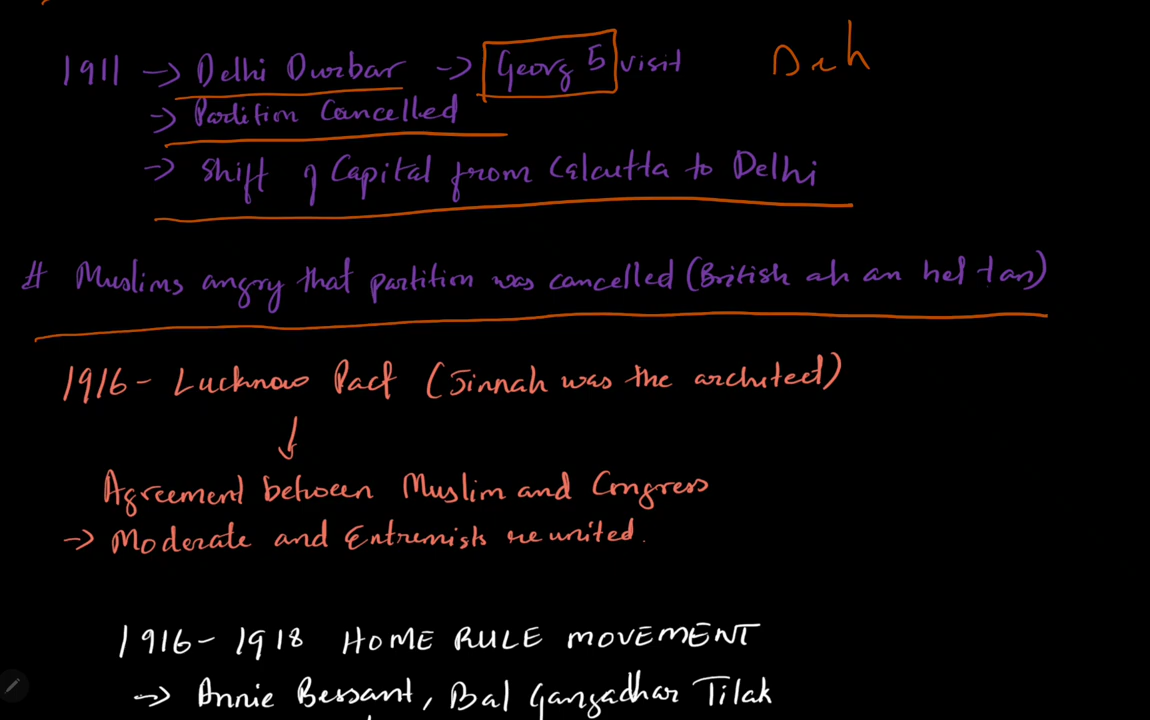 1911 → Delhi Durbar → Georg 5 visit
→ Partition Cancelled
→ Shift of Capital from Calcutta to Delhi
# Muslims angry that partition was cancelled (British ah an hel tan)
1916 - Lucknow Pact (Jinnah was the architect)
↓
Agreement between Muslim and Congress
→ Moderate and Extremists reunited.
1916 - 1918 HOME RULE MOVEMENT
→ Annie Bessant, Bal Gangadhar Tilak